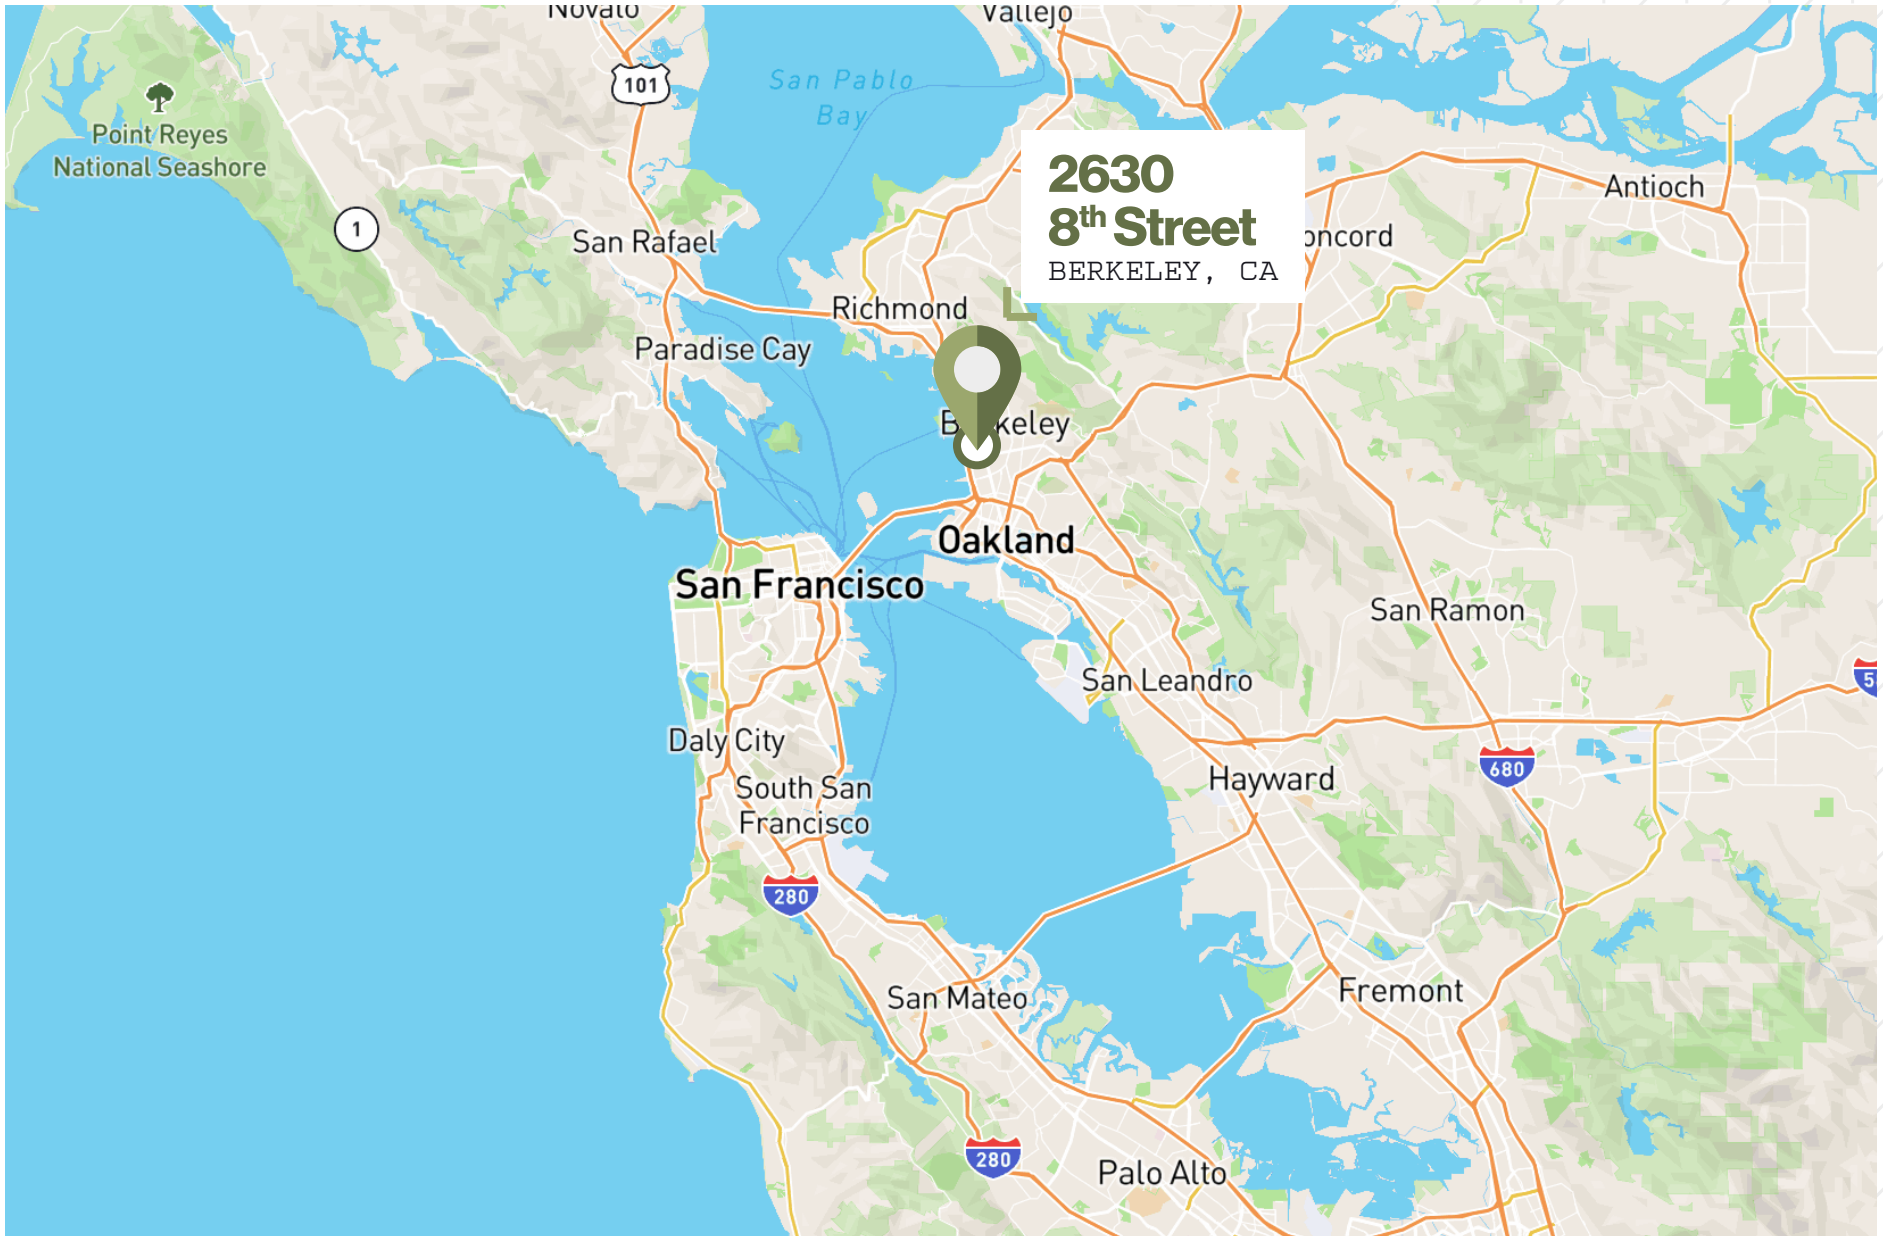 Novato
Vallejo
101
San Pablo
Bay
Point Reyes
National Seashore
2630
8th Street
BERKELEY, CA
Antioch
1
San Rafael
oncord
Richmond
Paradise Cay
B keley
Oakland
San Francisco
San Ramon
San Leandro
5
Daly City
680
Hayward
South San
Francisco
280
San Mateo
Fremont
280
Palo Alto